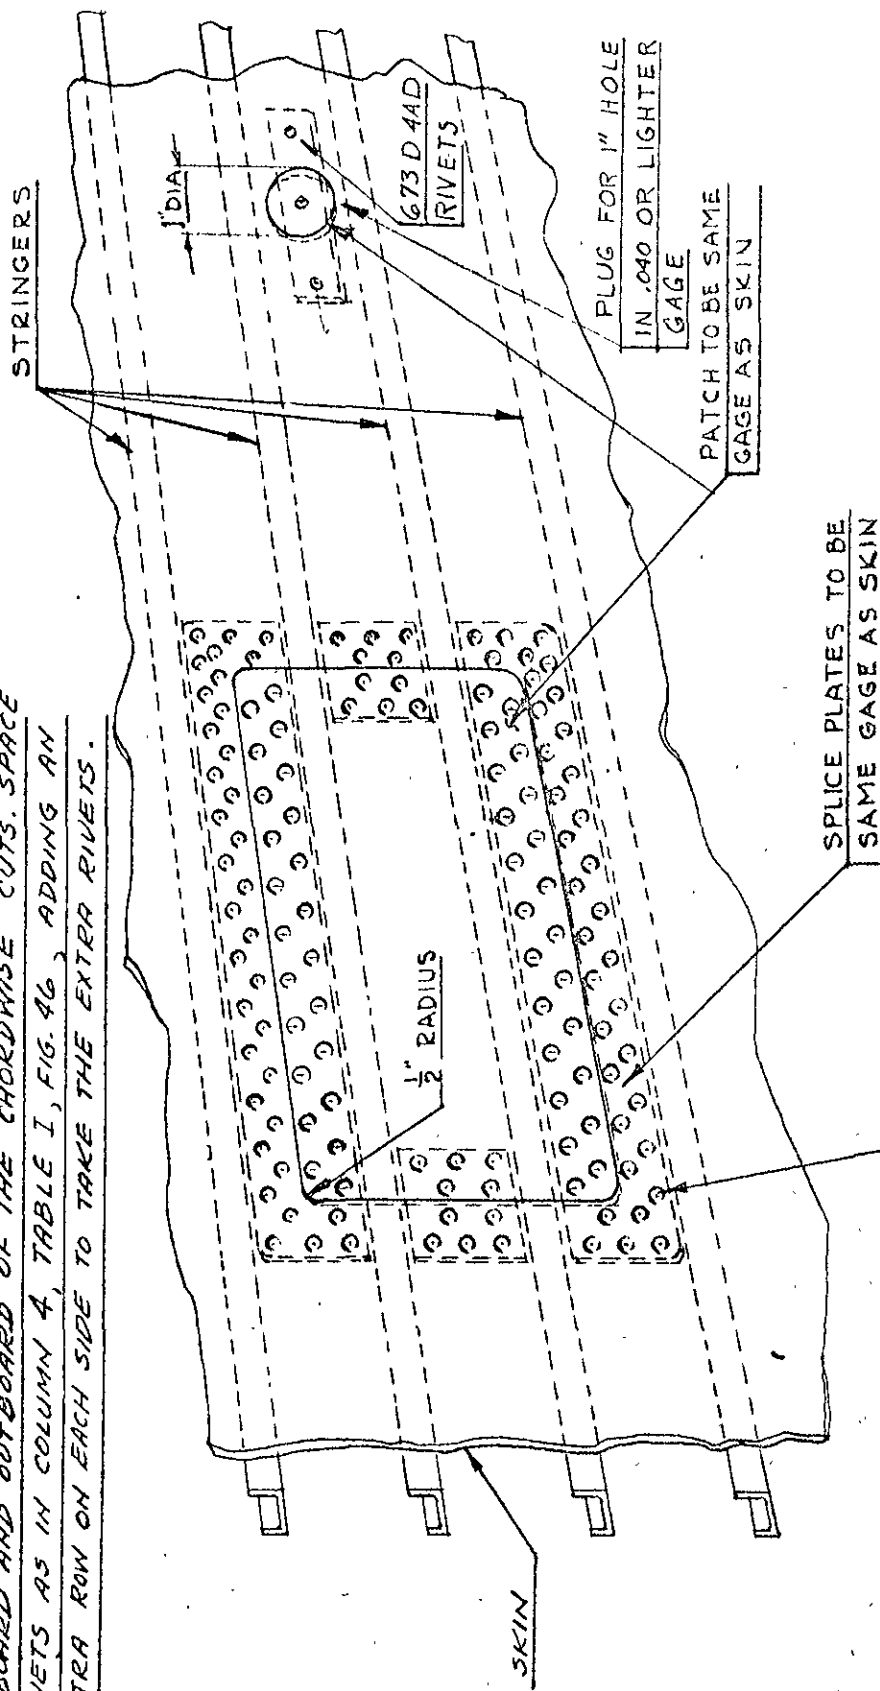 BOARD AND OUTBOARD OF THE CHORDWISE CUTS. SPACE
AS IN COLUMN 4, TABLE I, FIG. 46, ADDING AN
ROW ON EACH SIDE TO TAKE THE EXTRA RIVETS.
STRINGERS
1" DIA
673 D 4AD
RIVETS
PLUG FOR 1" HOLE
IN .040 OR LIGHTER
GAGE
PATCH TO BE SAME
GAGE AS SKIN
1/2" RADIUS
SPLICE PLATES TO BE
SAME GAGE AS SKIN
SKIN